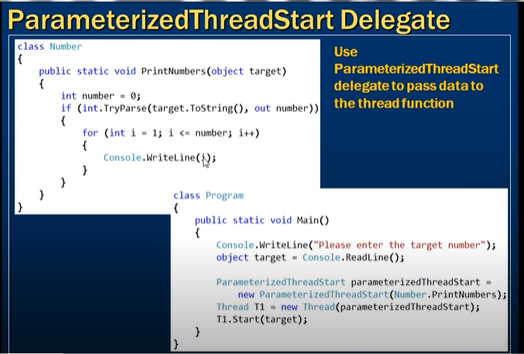 ParameterizedThreadStart Delegate
class Number
{
public static void PrintNumbers(object target)
{
int number = 0;
if (int.TryParse(target.ToString(), out number))
{
for (int i = 1; i <= number; i++)
{
Console.WriteLine(i);
}
}
}
}
Use
ParameterizedThreadStart
delegate to pass data to
the thread function
class Program
{
public static void Main()
{
Console.WriteLine("Please enter the target number");
object target = Console.ReadLine();
ParameterizedThreadStart parameterizedThreadStart =
new ParameterizedThreadStart(Number.PrintNumbers);
Thread T1 = new Thread(parameterizedThreadStart);
T1.Start(target);
}
}